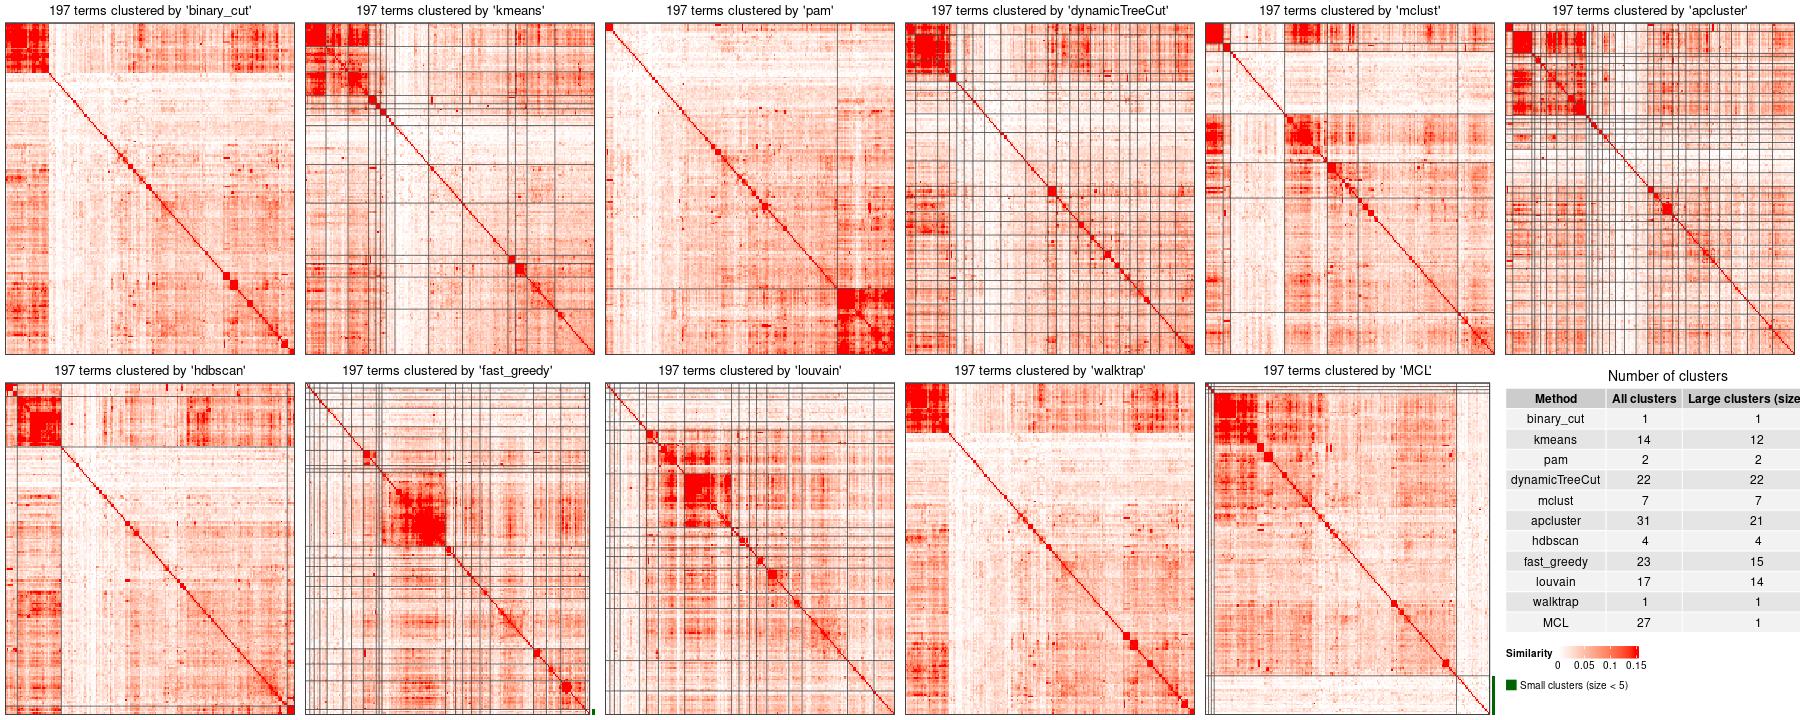 197 terms clustered by 'binary_cut'
197 terms clustered by 'kmeans'
197 terms clustered by 'pam'
197 terms clustered by 'dynamicTreeCut'
197 terms clustered by 'mclust'
197 terms clustered by 'apcluster'
197 terms clustered by 'hdbscan'
197 terms clustered by 'fast_greedy'
197 terms clustered by 'louvain'
197 terms clustered by 'walktrap'
197 terms clustered by 'MCL'
Number of clusters
Method All clusters Large clusters (size
binary_cut 1 1
kmeans 14 12
pam 2 2
dynamicTreeCut 22 22
mclust 7 7
apcluster 31 21
hdbscan 4 4
fast_greedy 23 15
louvain 17 14
walktrap 1 1
MCL 27 1
Similarity
0 0.05 0.1 0.15
Small clusters (size < 5)